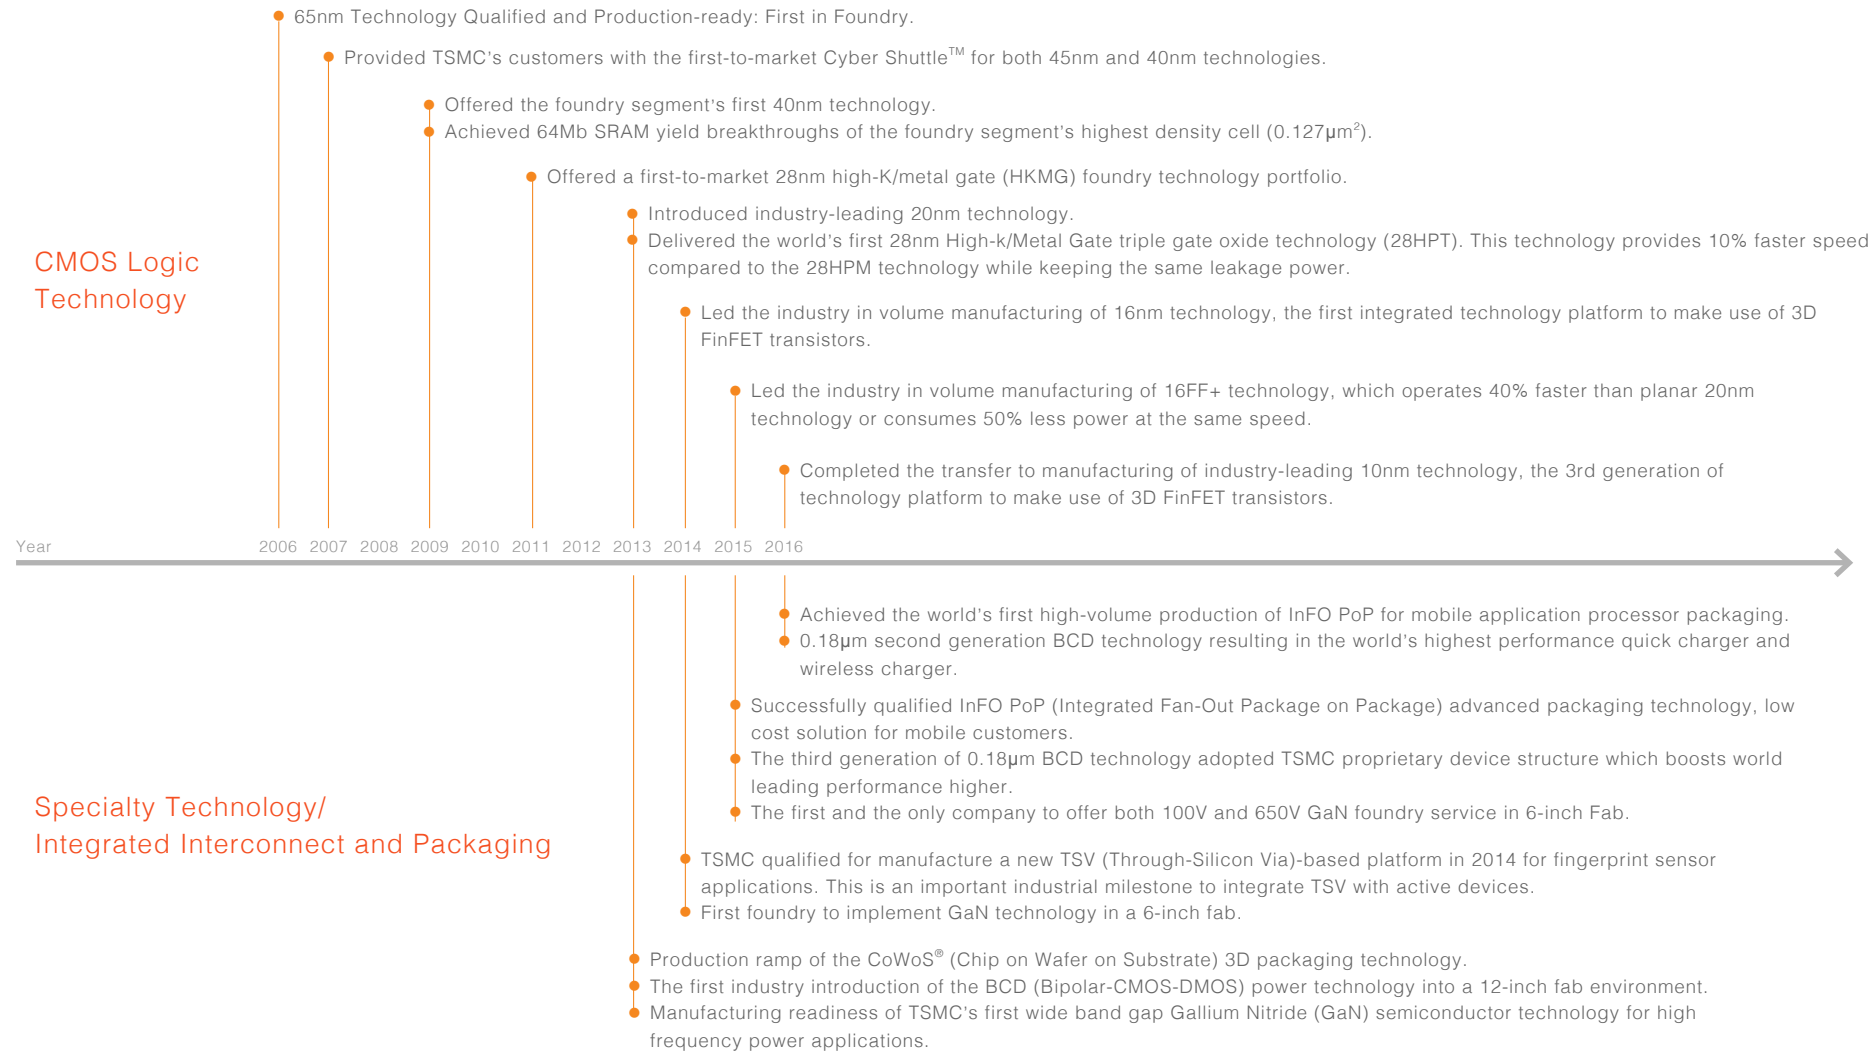 65nm Technology Qualified and Production-ready: First in Foundry.
Provided TSMC's customers with the first-to-market Cyber Shuttle™ for both 45nm and 40nm technologies.
Offered the foundry segment's first 40nm technology.
Achieved 64Mb SRAM yield breakthroughs of the foundry segment's highest density cell (0.127μm²).
Offered a first-to-market 28nm high-K/metal gate (HKMG) foundry technology portfolio.
Introduced industry-leading 20nm technology.
Delivered the world's first 28nm High-k/Metal Gate triple gate oxide technology (28HPT). This technology provides 10% faster speed
compared to the 28HPM technology while keeping the same leakage power.
CMOS Logic
Technology
Led the industry in volume manufacturing of 16nm technology, the first integrated technology platform to make use of 3D
FinFET transistors.
Led the industry in volume manufacturing of 16FF+ technology, which operates 40% faster than planar 20nm
technology or consumes 50% less power at the same speed.
Completed the transfer to manufacturing of industry-leading 10nm technology, the 3rd generation of
technology platform to make use of 3D FinFET transistors.
Year 2006 2007 2008 2009 2010 2011 2012 2013 2014 2015 2016
Achieved the world's first high-volume production of InFO PoP for mobile application processor packaging.
0.18μm second generation BCD technology resulting in the world's highest performance quick charger and
wireless charger.
Successfully qualified InFO PoP (Integrated Fan-Out Package on Package) advanced packaging technology, low
cost solution for mobile customers.
The third generation of 0.18μm BCD technology adopted TSMC proprietary device structure which boosts world
leading performance higher.
The first and the only company to offer both 100V and 650V GaN foundry service in 6-inch Fab.
Specialty Technology/
Integrated Interconnect and Packaging
TSMC qualified for manufacture a new TSV (Through-Silicon Via)-based platform in 2014 for fingerprint sensor
applications. This is an important industrial milestone to integrate TSV with active devices.
First foundry to implement GaN technology in a 6-inch fab.
Production ramp of the CoWoS® (Chip on Wafer on Substrate) 3D packaging technology.
The first industry introduction of the BCD (Bipolar-CMOS-DMOS) power technology into a 12-inch fab environment.
Manufacturing readiness of TSMC's first wide band gap Gallium Nitride (GaN) semiconductor technology for high
frequency power applications.